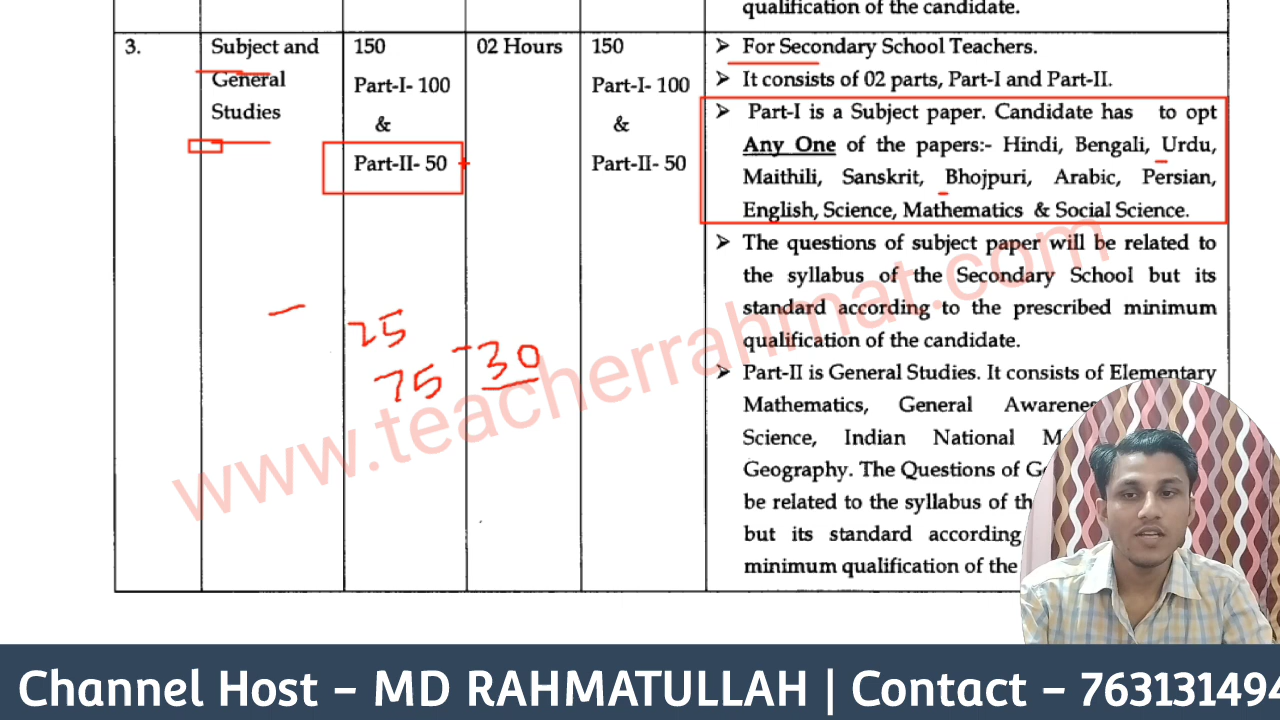 qualification of the candidate.
3.
Subject and
General
Studies
150
Part-I- 100
&
Part-II- 50
02 Hours
150
Part-I- 100
&
Part-II- 50
➢ For Secondary School Teachers.
➢ It consists of 02 parts, Part-I and Part-II.
➢ Part-I is a Subject paper. Candidate has to opt
Any One of the papers:- Hindi, Bengali, Urdu,
Maithili, Sanskrit, Bhojpuri, Arabic, Persian,
English, Science, Mathematics & Social Science.
➢ The questions of subject paper will be related to
the syllabus of the Secondary School but its
standard according to the prescribed minimum
qualification of the candidate.
➢ Part-II is General Studies. It consists of Elementary
Mathematics, General
Science, Indian National
Geography. The Questions of
be related to the syllabus of
but its standard according
minimum qualification of the
25
75 - 30
www.teacherrahmat.com
Channel Host – MD RAHMATULLAH | Contact – 763131494